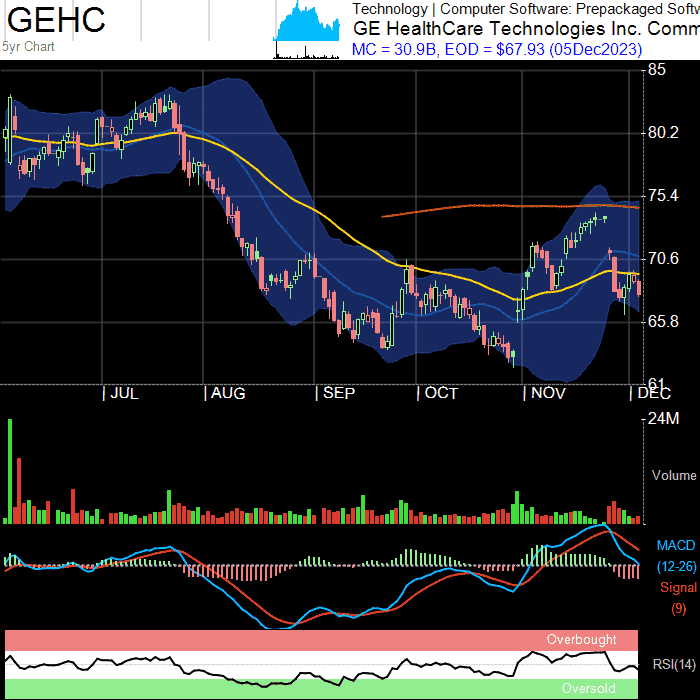 GEHC
5yr Chart
Technology | Computer Software: Prepackaged Softw
GE HealthCare Technologies Inc. Comm
MC = 30.9B, EOD = $67.93 (05Dec2023)
85
80.2
75.4
70.6
65.8
61
JUL AUG SEP OCT NOV DEC
24M
Volume
MACD
(12-26)
Signal
(9)
Overbought
RSI(14)
Oversold